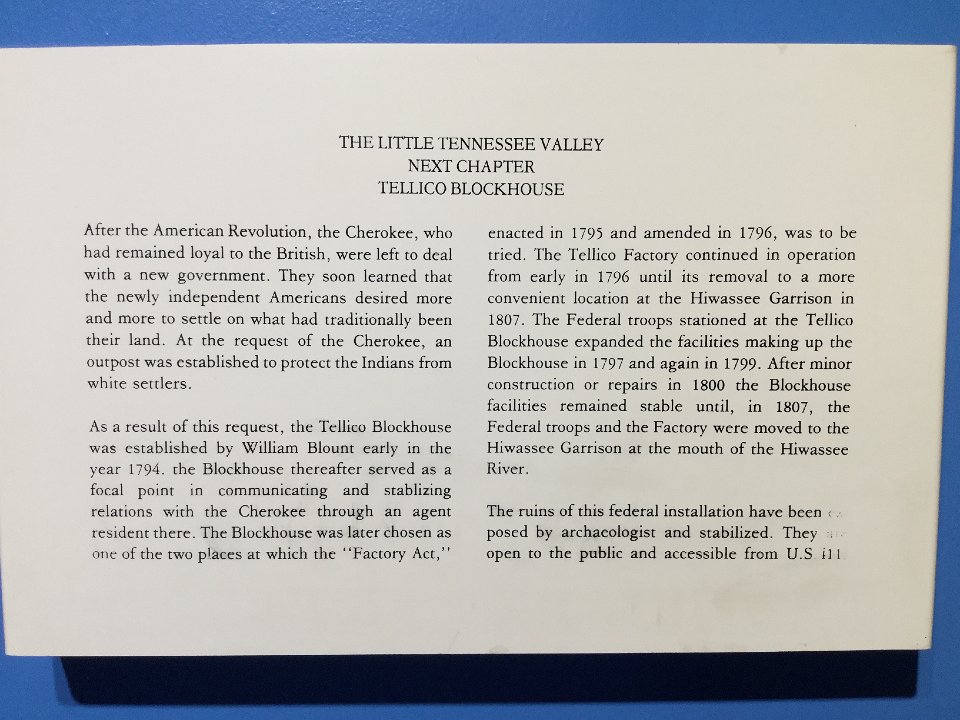 THE LITTLE TENNESSEE VALLEY
NEXT CHAPTER
TELLICO BLOCKHOUSE
After the American Revolution, the Cherokee, who
had remained loyal to the British, were left to deal
with a new government. They soon learned that
the newly independent Americans desired more
and more to settle on what had traditionally been
their land. At the request of the Cherokee, an
outpost was established to protect the Indians from
white settlers.
As a result of this request, the Tellico Blockhouse
was established by William Blount early in the
year 1794. the Blockhouse thereafter served as a
focal point in communicating and stablizing
relations with the Cherokee through an agent
resident there. The Blockhouse was later chosen as
one of the two places at which the "Factory Act,"
enacted in 1795 and amended in 1796, was to be
tried. The Tellico Factory continued in operation
from early in 1796 until its removal to a more
convenient location at the Hiwassee Garrison in
1807. The Federal troops stationed at the Tellico
Blockhouse expanded the facilities making up the
Blockhouse in 1797 and again in 1799. After minor
construction or repairs in 1800 the Blockhouse
facilities remained stable until, in 1807, the
Federal troops and the Factory were moved to the
Hiwassee Garrison at the mouth of the Hiwassee
River.
The ruins of this federal installation have been
posed by archaeologist and stabilized. They
open to the public and accessible from U.S